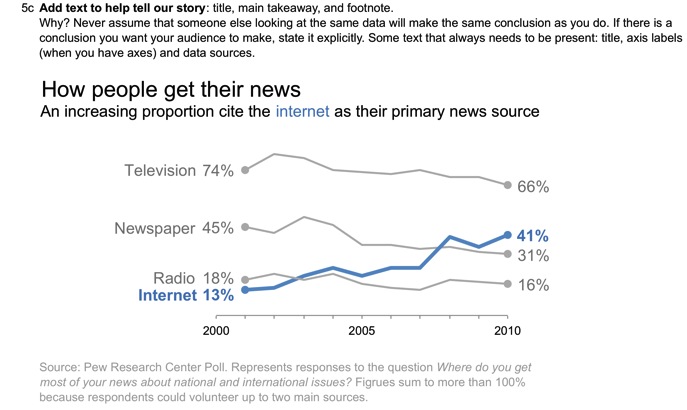 5c Add text to help tell our story: title, main takeaway, and footnote.
Why? Never assume that someone else looking at the same data will make the same conclusion as you do. If there is a
conclusion you want your audience to make, state it explicitly. Some text that always needs to be present: title, axis labels
(when you have axes) and data sources.
How people get their news
An increasing proportion cite the internet as their primary news source
Television 74%
66%
Newspaper 45%
41%
31%
Radio 18%
16%
Internet 13%
2000 2005 2010
Source: Pew Research Center Poll. Represents responses to the question Where do you get
most of your news about national and international issues? Figrues sum to more than 100%
because respondents could volunteer up to two main sources.